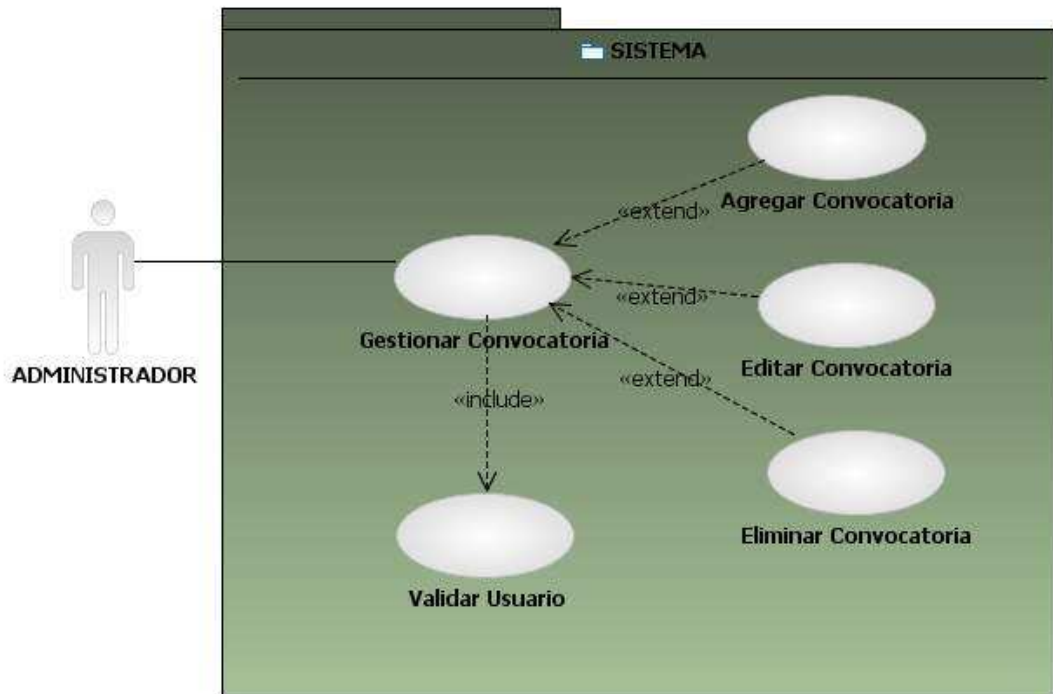 SISTEMA
Agregar Convocatoria
«extend»
Gestionar Convocatoria
«extend»
Editar Convocatoria
ADMINISTRADOR
«extend»
«include»
Eliminar Convocatoria
Validar Usuario